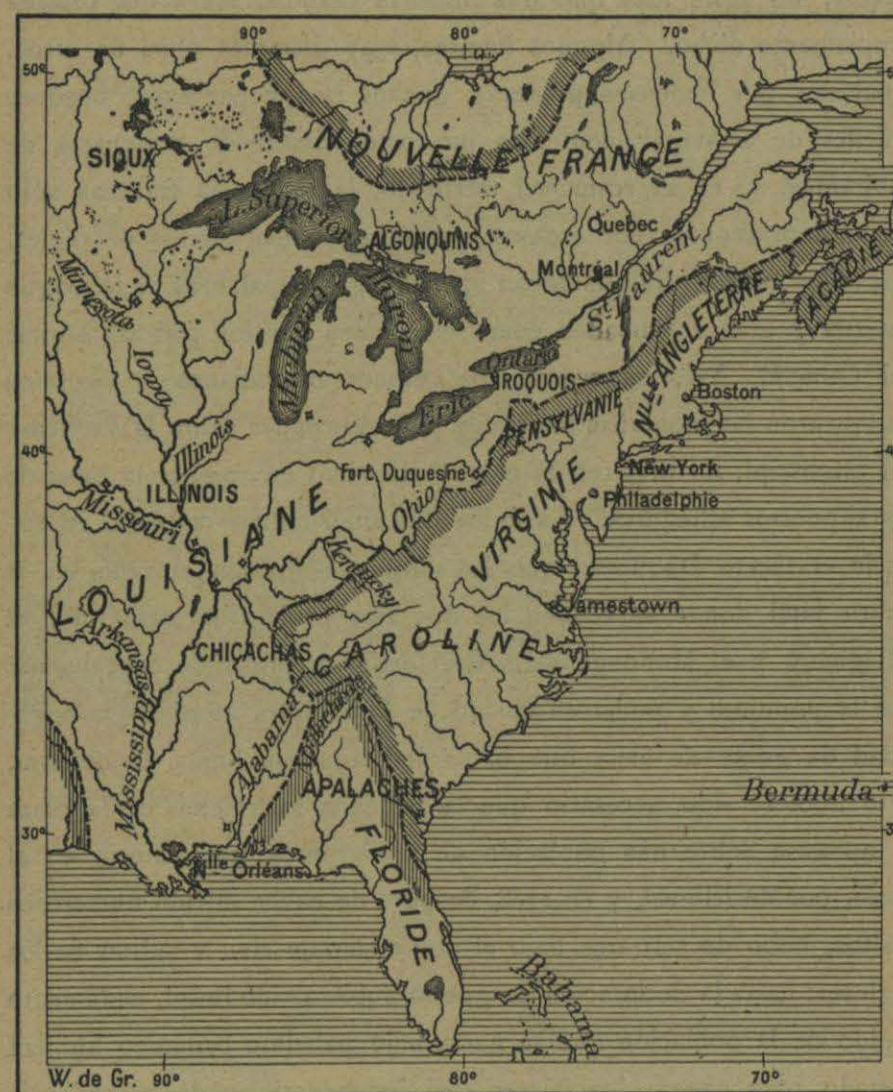 90° 80° 70°
50°
NOUVELLE FRANCE
SIOUX
L. Superior
Quebec
ALGONQUINS
Montréal
St Laurent
ACADIE
Minnesota
Huron
Michigan
Nlle ANGLETERRE
Ontario
Iowa
IROQUOIS
Erie
Boston
PENSYLVANIE
Illinois
40°
Fort Duquesne
New York
ILLINOIS
Philadelphie
Missouri
Ohio
VIRGINIE
LOUISIANE
Kentucky
Jamestown
Arkansas
CHICACHAS
CAROLINE
Mississippi
Alabama
APALACHES
Bermuda
30°
Nlle Orléans
FLORIDE
Bahama
W. de Gr. 90° 80° 70°